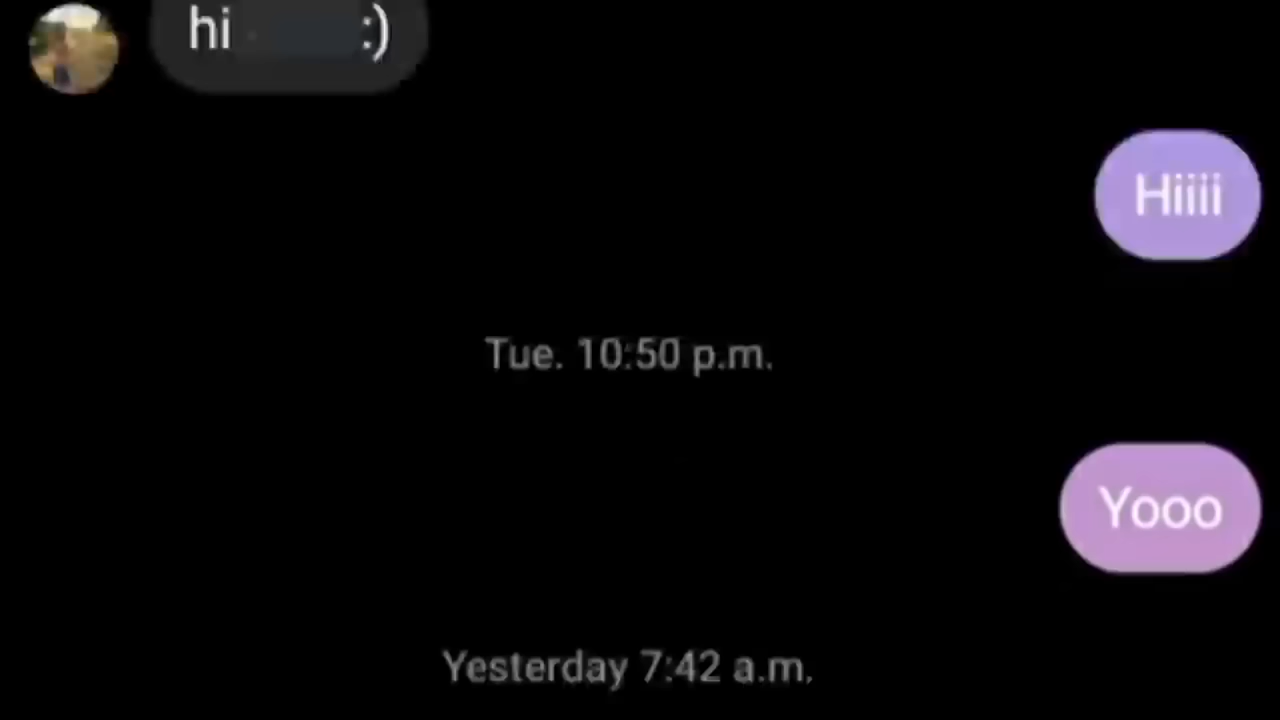 hi :)
Hiiii
Tue. 10:50 p.m.
Yooo
Yesterday 7:42 a.m.